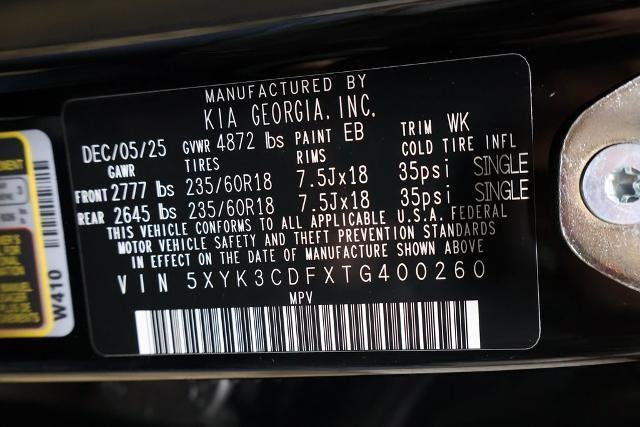 MANUFACTURED BY
KIA GEORGIA, INC.
DEC/05/25 GVWR 4872 lbs PAINT EB TRIM WK
GAWR TIRES RIMS COLD TIRE INFL
FRONT 2777 lbs 235/60R18 7.5Jx18 35psi SINGLE
REAR 2645 lbs 235/60R18 7.5Jx18 35psi SINGLE
THIS VEHICLE CONFORMS TO ALL APPLICABLE U.S.A. FEDERAL
MOTOR VEHICLE SAFETY AND THEFT PREVENTION STANDARDS
IN EFFECT ON THE DATE OF MANUFACTURE SHOWN ABOVE
VIN 5XYK3CDFXTG400260
MPV
W410